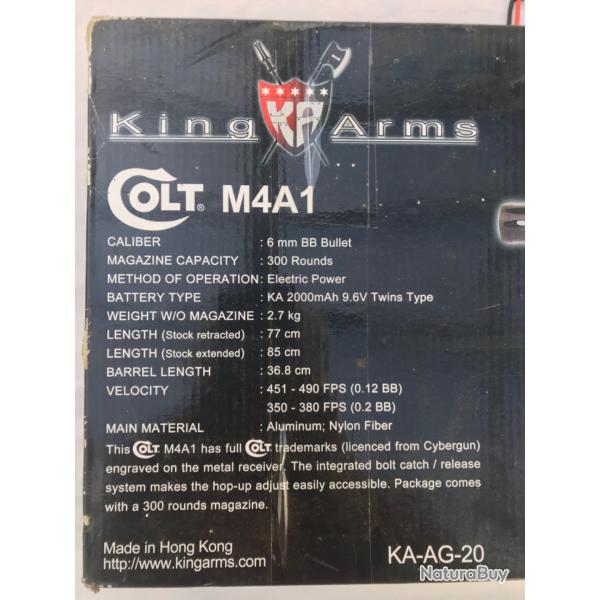 King KA Arms
COLT® M4A1
CALIBER : 6 mm BB Bullet
MAGAZINE CAPACITY : 300 Rounds
METHOD OF OPERATION : Electric Power
BATTERY TYPE : KA 2000mAh 9.6V Twins Type
WEIGHT W/O MAGAZINE : 2.7 kg
LENGTH (Stock retracted) : 77 cm
LENGTH (Stock extended) : 85 cm
BARREL LENGTH : 36.8 cm
VELOCITY : 451 - 490 FPS (0.12 BB)
350 - 380 FPS (0.2 BB)
MAIN MATERIAL : Aluminum; Nylon Fiber
This COLT M4A1 has full COLT trademarks (licenced from Cybergun)
engraved on the metal receiver. The integrated bolt catch / release
system makes the hop-up adjust easily accessible. Package comes
with a 300 rounds magazine.
Made in Hong Kong
http://www.kingarms.com
KA-AG-20
NaturaBuy